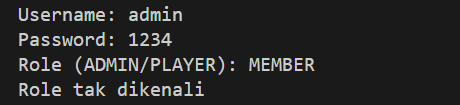 Username: admin
Password: 1234
Role (ADMIN/PLAYER): MEMBER
Role tak dikenali